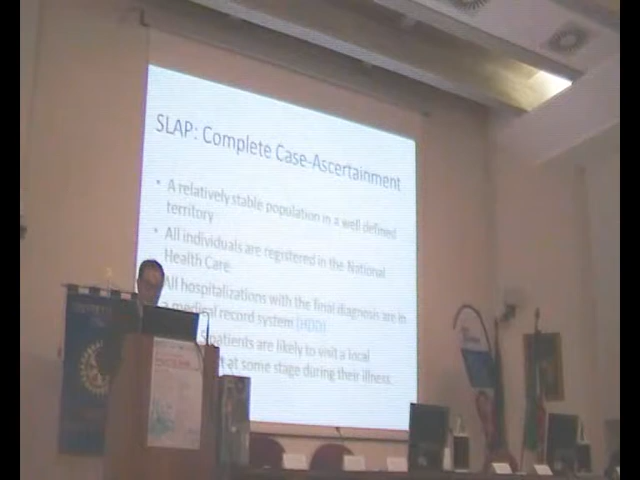 SLAP: Complete Case-Ascertainment
• A relatively stable population in a well defined
territory
• All individuals are registered in the National
Health Care
All hospitalizations with the final diagnosis are in
a medical record system (HDD)
patients are likely to visit a local
at some stage during their illness